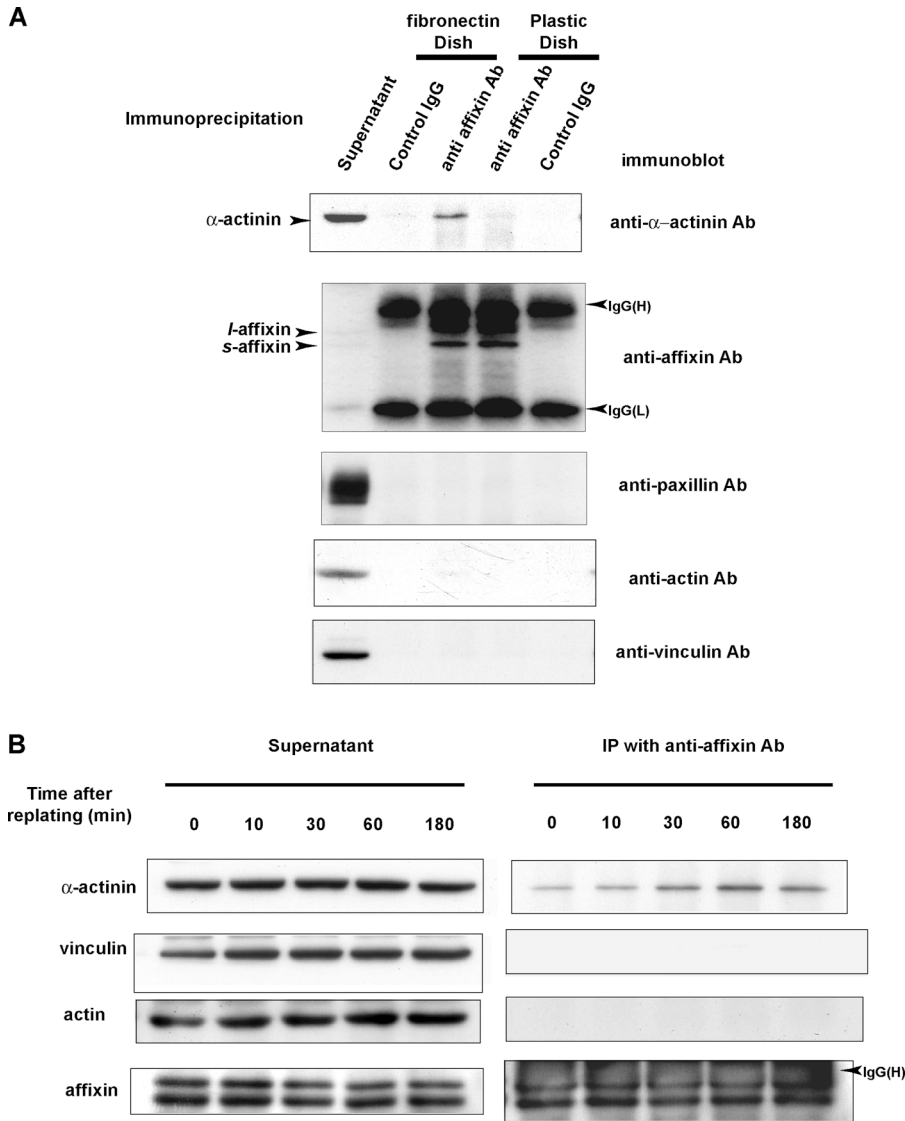 A
fibronectin Dish
Plastic Dish
Immunoprecipitation
Supernatant
Control IgG
anti affixin Ab
anti affixin Ab
Control IgG
immunoblot
α-actinin
anti-α-actinin Ab
IgG(H)
l-affixin
s-affixin
anti-affixin Ab
IgG(L)
anti-paxillin Ab
anti-actin Ab
anti-vinculin Ab
B
Supernatant
IP with anti-affixin Ab
Time after replating (min)
0 10 30 60 180
0 10 30 60 180
α-actinin
vinculin
actin
affixin
IgG(H)